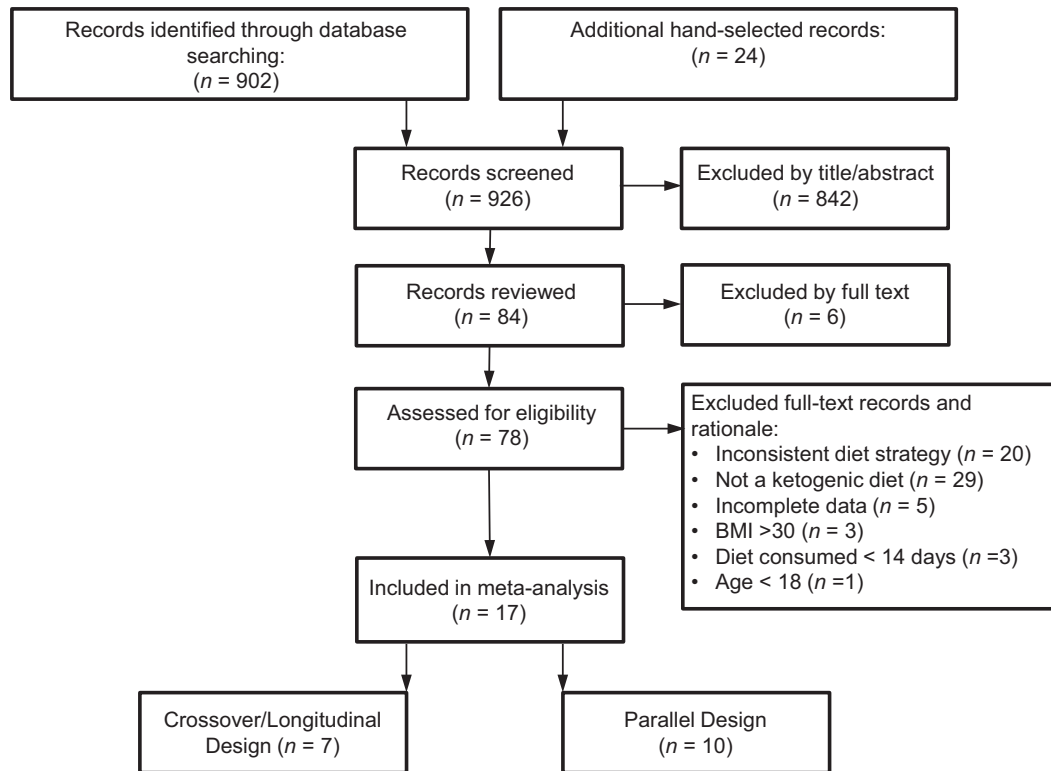 Records identified through database
searching:
(n = 902)
Additional hand-selected records:
(n = 24)
Records screened
(n = 926)
Excluded by title/abstract
(n = 842)
Records reviewed
(n = 84)
Excluded by full text
(n = 6)
Assessed for eligibility
(n = 78)
Excluded full-text records and
rationale:
• Inconsistent diet strategy (n = 20)
• Not a ketogenic diet (n = 29)
• Incomplete data (n = 5)
• BMI >30 (n = 3)
• Diet consumed < 14 days (n =3)
• Age < 18 (n =1)
Included in meta-analysis
(n = 17)
Crossover/Longitudinal
Design (n = 7)
Parallel Design
(n = 10)